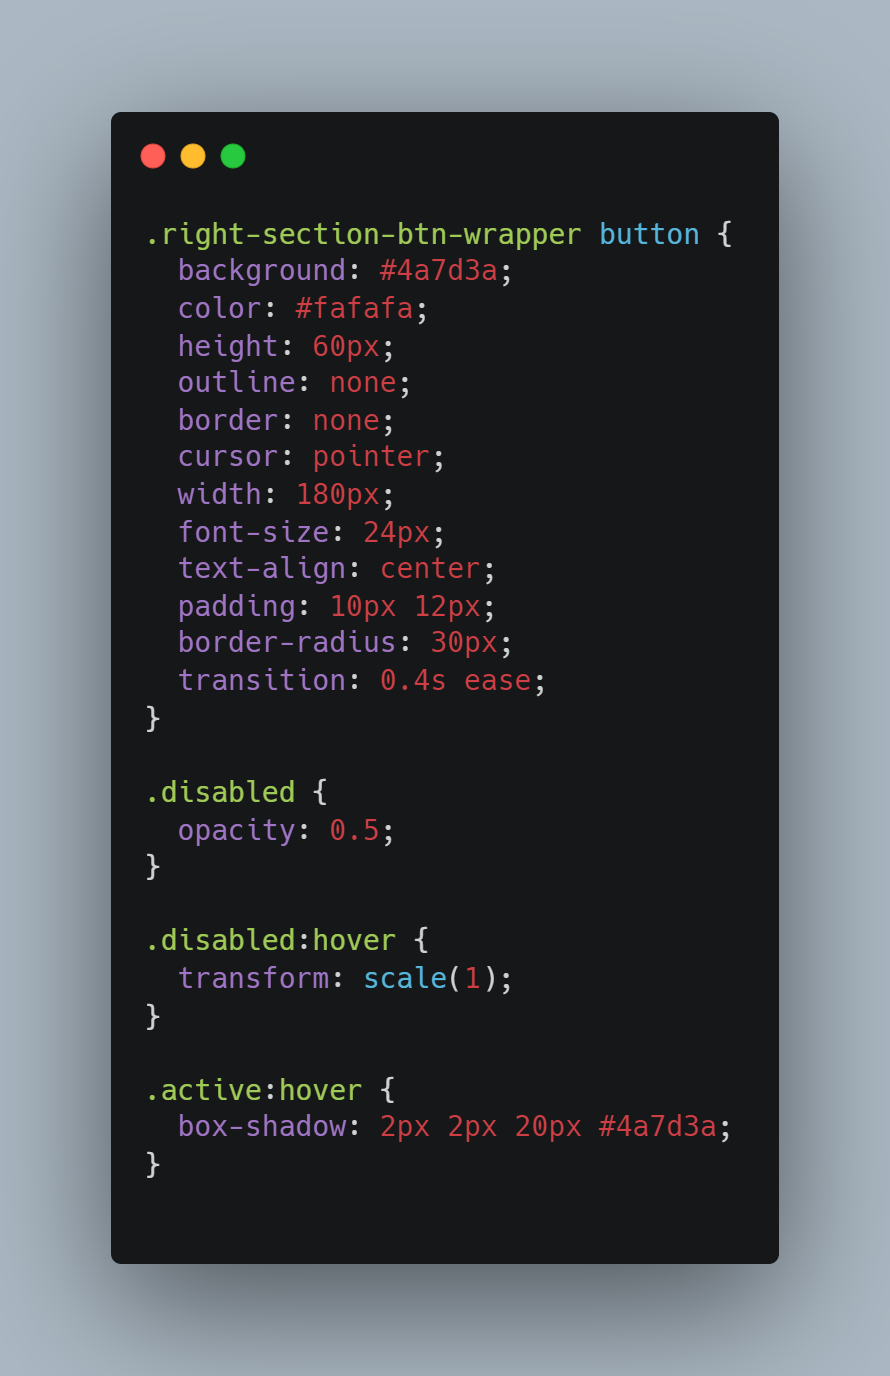 .right-section-btn-wrapper button {
  background: #4a7d3a;
  color: #fafafa;
  height: 60px;
  outline: none;
  border: none;
  cursor: pointer;
  width: 180px;
  font-size: 24px;
  text-align: center;
  padding: 10px 12px;
  border-radius: 30px;
  transition: 0.4s ease;
}

.disabled {
  opacity: 0.5;
}

.disabled:hover {
  transform: scale(1);
}

.active:hover {
  box-shadow: 2px 2px 20px #4a7d3a;
}